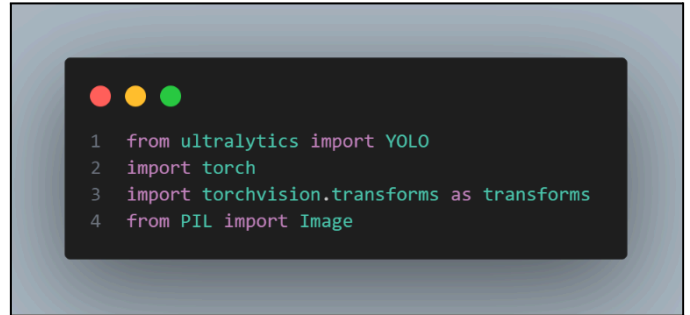 1 from ultralytics import YOLO
2 import torch
3 import torchvision.transforms as transforms
4 from PIL import Image